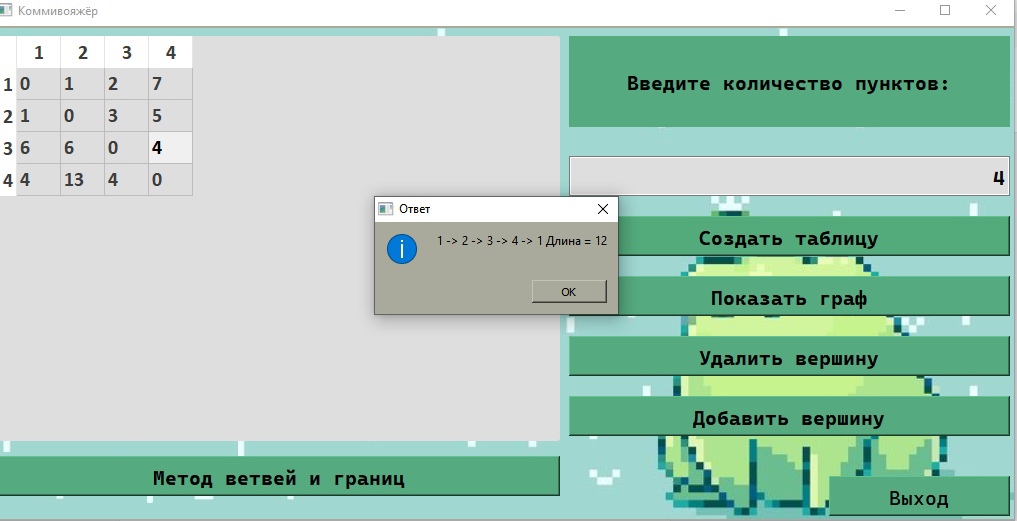 Коммивояжёр
1 2 3 4
1 0 1 2 7
2 1 0 3 5
3 6 6 0 4
4 4 13 4 0
Введите количество пунктов:
4
Ответ
1 -> 2 -> 3 -> 4 -> 1 Длина = 12
OK
Создать таблицу
Показать граф
Удалить вершину
Добавить вершину
Метод ветвей и границ
Выход